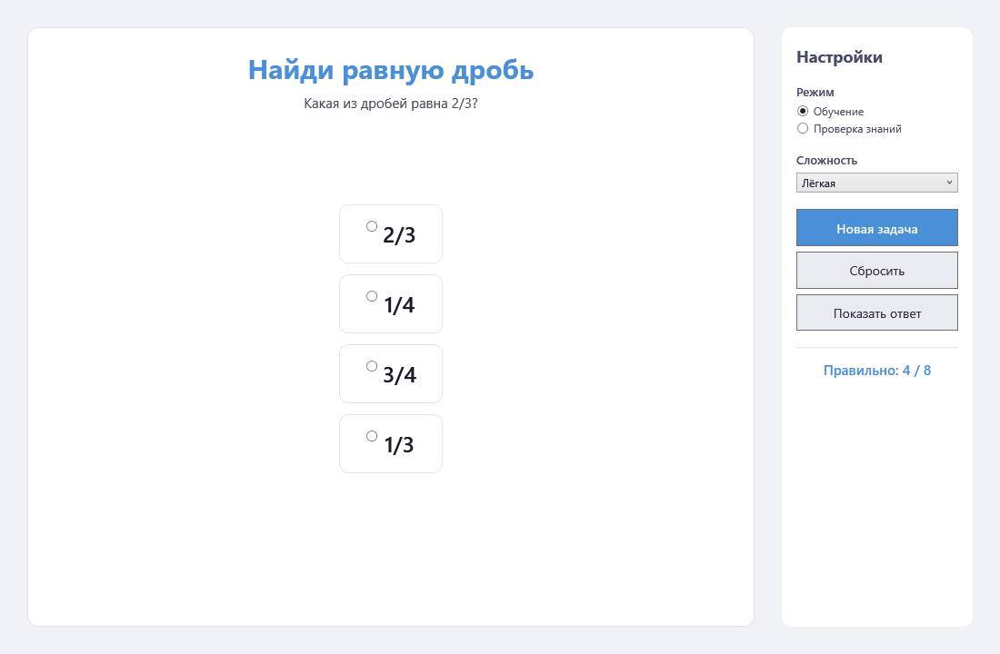 Найди равную дробь
Какая из дробей равна 2/3?
2/3
1/4
3/4
1/3
Настройки
Режим
Обучение
Проверка знаний
Сложность
Лёгкая
Новая задача
Сбросить
Показать ответ
Правильно: 4 / 8